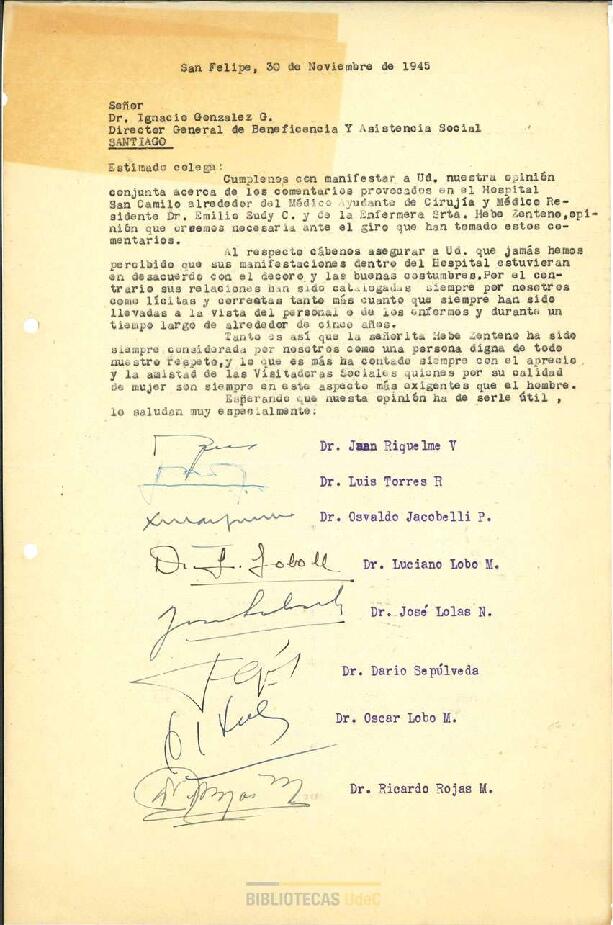 San Felipe, 30 de Noviembre de 1945
Señor
Dr. Ignacio Gonzalez G.
Director General de Beneficencia Y Asistencia Social
SANTIAGO
Estimado colega:
Cumplenos con manifestar a Ud. nuestra opinión
conjunta acerca de los comentarios provocados en el Hospital
San Camilo alrededor del Médico Ayudante de Cirujía y Médico Re-
sidente Dr. Emilio Sudy C. y de la Enfermera Srta. Hebe Zenteno,opi-
nión que creemos necesaria ante el giro que han tomado estos co-
mentarios.
Al respecto cábenos asegurar a Ud. que jamás hemos
percibido que sus manifestaciones dentro del Hospital estuvieran
en desacuerdo con el decoro y las buenas costumbres,Por el con-
trario sus relaciones han sido catalogadas siempre por nosotros
como lícitas y correctas tanto más cuanto que siempre han sido
llevadas a la vista del personal o de los enfermos y durante un
tiempo largo de alrededor de cinco años.
Tanto es así que la señorita Hebe Zenteno ha sido
siempre considerada por nosotros como una persona digna de todo
nuestro respeto,y lo que es más ha contado siempre con el aprecio
y la amistad de las Visitadoras Sociales quienes por su calidad
de mujer son siempre en este aspecto más exigentes que el hombre.
Esperando que nuesta opinión ha de serle útil ,
lo saludan muy especialmente:
Dr. Juan Riquelme V
Dr. Luis Torres R
Dr. Osvaldo Jacobelli P.
Dr. Luciano Lobo M.
Dr. José Lolas N.
Dr. Dario Sepúlveda
Dr. Oscar Lobo M.
Dr. Ricardo Rojas M.
BIBLIOTECAS UdeC